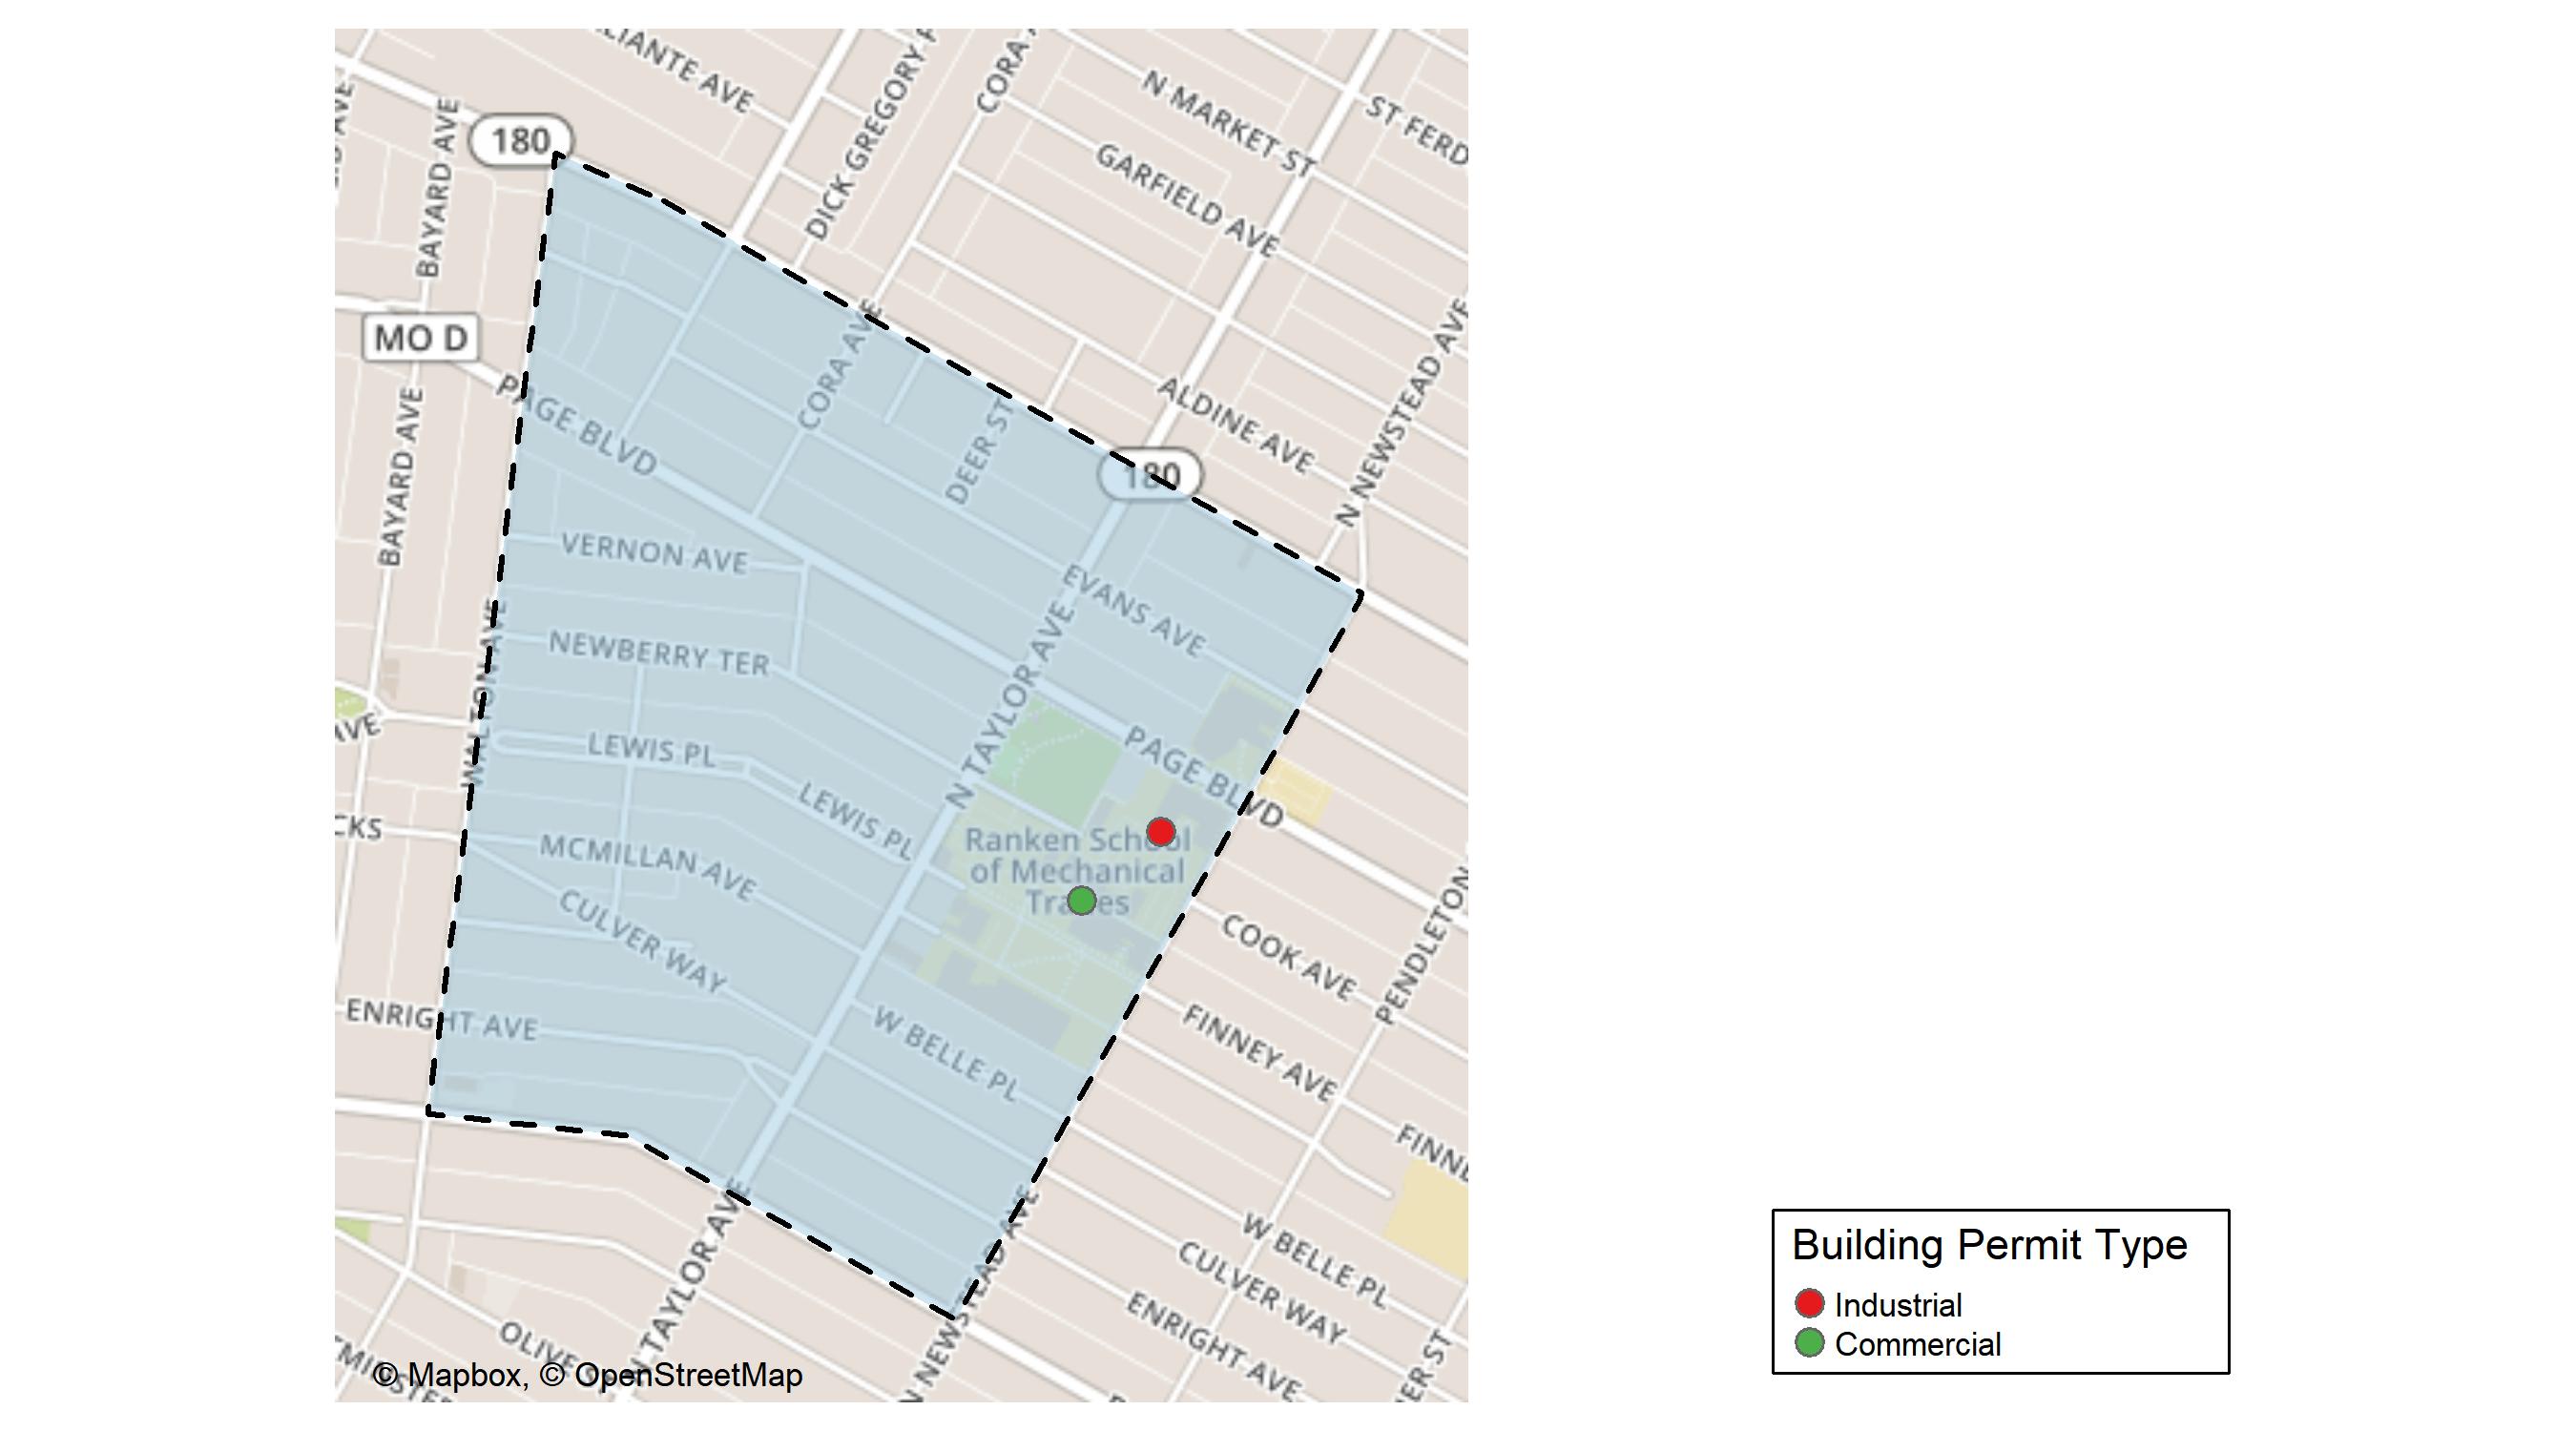 LIANTE AVE
BAYARD AVE
180
DICK GREGORY P
CORA
N MARKET ST
ST FERD
GARFIELD AVE
MO D
CORA AVE
N NEWSTEAD AVE
ALDINE AVE
PAGE BLVD
BAYARD AVE
DEER ST
180
VERNON AVE
EVANS AVE
NEWBERRY TER
WALTON AVE
N TAYLOR AVE
AVE
LEWIS PL
PAGE BLVD
LEWIS PL
CKS
MCMILLAN AVE
Ranken School
of Mechanical
Trades
CULVER WAY
COOK AVE
PENDLETON
ENRIGHT AVE
W BELLE PL
FINNEY AVE
FINNE
N TAYLOR AVE
N NEWSTEAD AVE
W BELLE PL
CULVER WAY
ENRIGHT AVE
OLIVE
TMINSTER
ER ST
© Mapbox, © OpenStreetMap
Building Permit Type
Industrial
Commercial